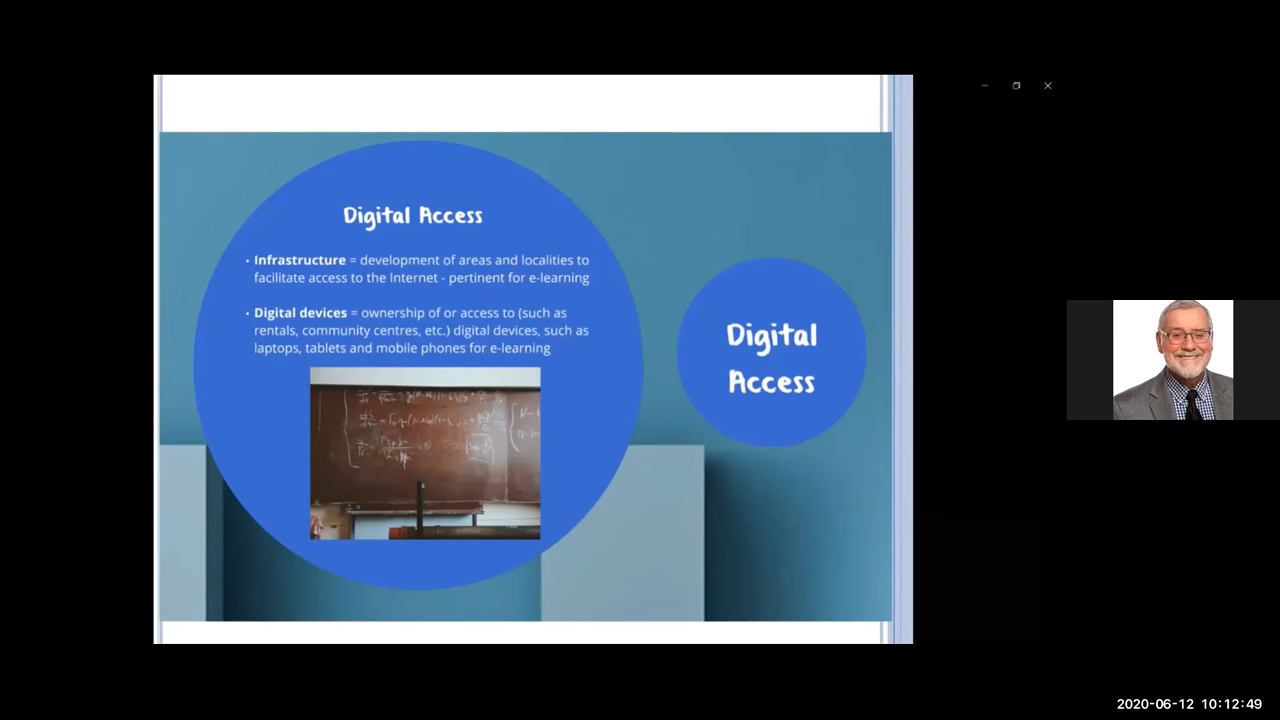 Digital Access
• Infrastructure = development of areas and localities to
facilitate access to the Internet - pertinent for e-learning
• Digital devices = ownership of or access to (such as
rentals, community centres, etc.) digital devices, such as
laptops, tablets and mobile phones for e-learning
Digital
Access
2020-06-12 10:12:49